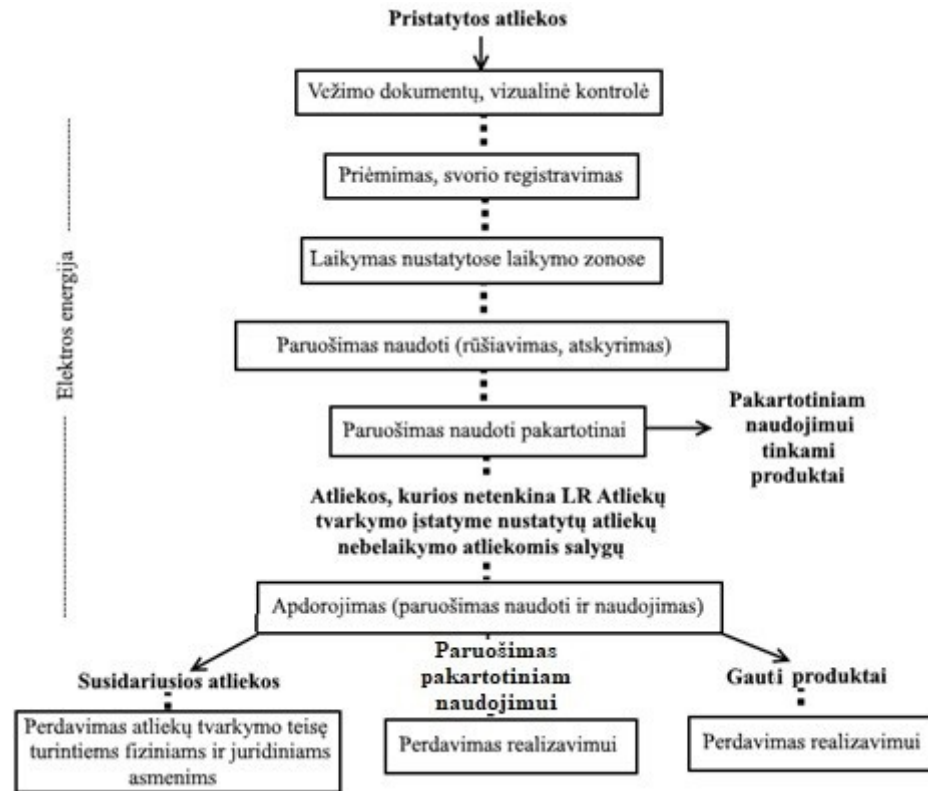 Pristatytos atliekos
Vežimo dokumentų, vizualinė kontrolė
Priėmimas, svorio registravimas
Laikymas nustatytose laikymo zonose
Paruošimas naudoti (rūšiavimas, atskyrimas)
Elektros energija
Paruošimas naudoti pakartotinai
Pakartotiniam
naudojimui
tinkami
produktai
Atliekos, kurios netenkina LR Atliekų
tvarkymo įstatyme nustatytų atliekų
nebelaikymo atliekomis salygų
Apdorojimas (paruošimas naudoti ir naudojimas)
Susidariusios atliekos
Perdavimas atliekų tvarkymo teisę
turintiems fiziniams ir juridiniams
asmenims
Paruošimas
pakartotiniam
naudojimui
Perdavimas realizavimui
Gauti produktai
Perdavimas realizavimui